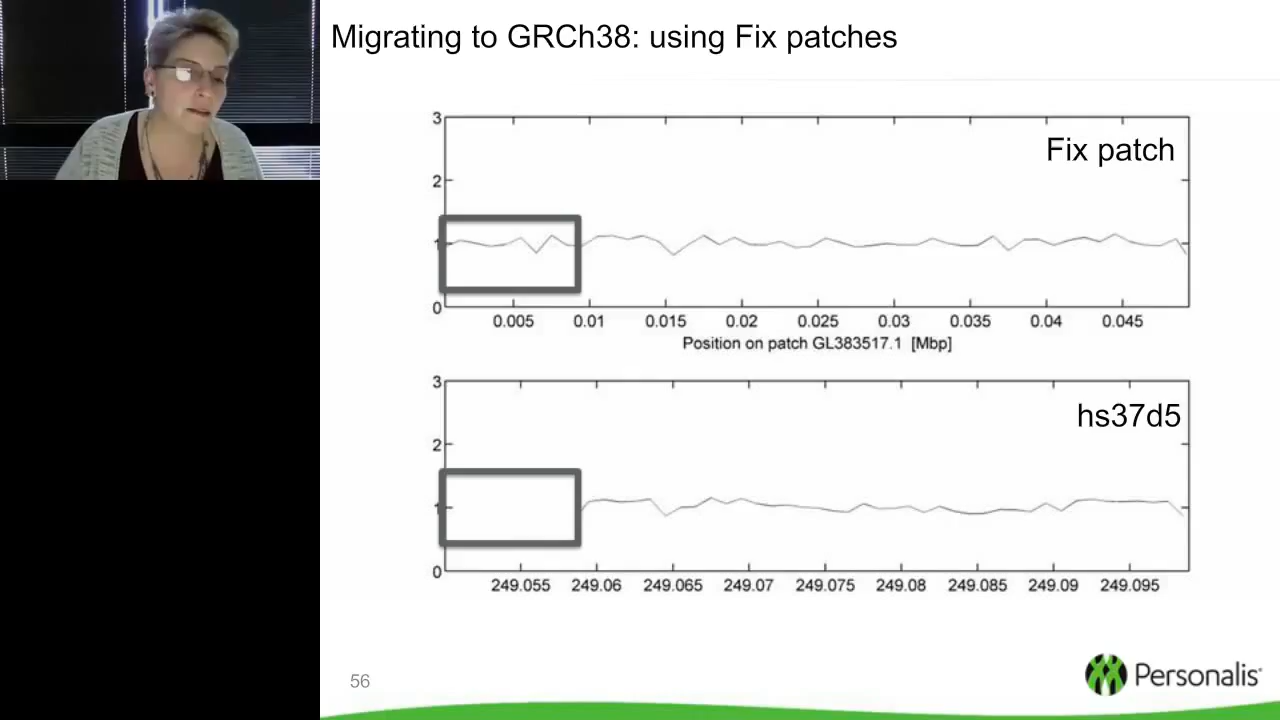 Migrating to GRCh38: using Fix patches
3
Fix patch
2
1
0
0.005 0.01 0.015 0.02 0.025 0.03 0.035 0.04 0.045
Position on patch GL383517.1 [Mbp]
3
hs37d5
2
1
0
249.055 249.06 249.065 249.07 249.075 249.08 249.085 249.09 249.095
56
Personalis